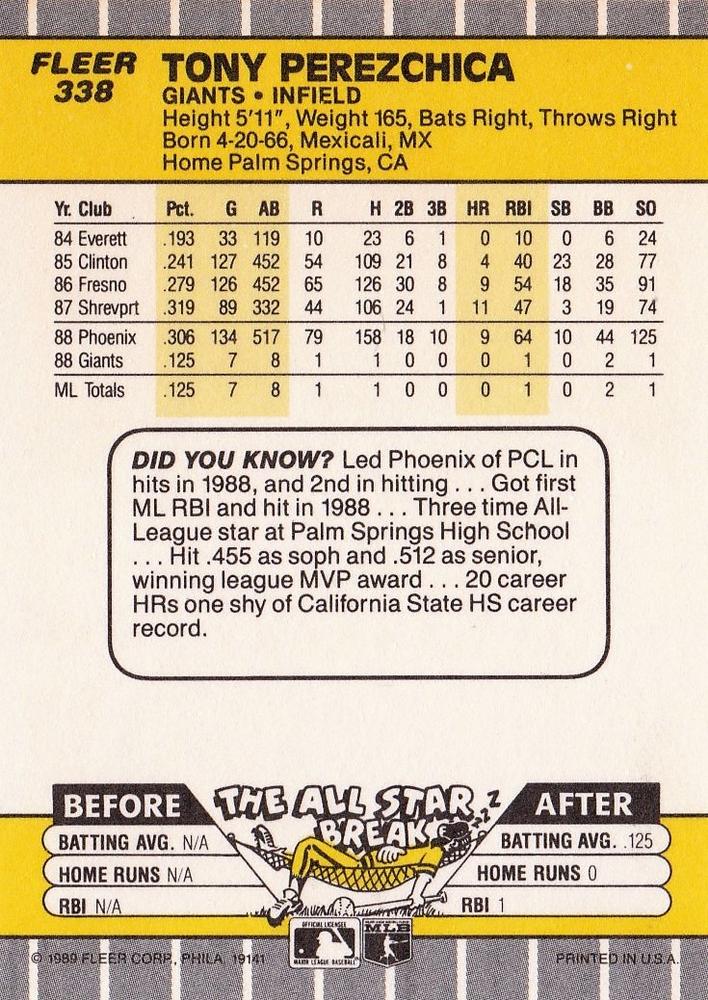 FLEER 338
TONY PEREZCHICA
GIANTS • INFIELD
Height 5'11", Weight 165, Bats Right, Throws Right
Born 4-20-66, Mexicali, MX
Home Palm Springs, CA
Yr. Club Pct. G AB R H 2B 3B HR RBI SB BB SO
84 Everett .193 33 119 10 23 6 1 0 10 0 6 24
85 Clinton .241 127 452 54 109 21 8 4 40 23 28 77
86 Fresno .279 126 452 65 126 30 8 9 54 18 35 91
87 Shrevprt .319 89 332 44 106 24 1 11 47 3 19 74
88 Phoenix .306 134 517 79 158 18 10 9 64 10 44 125
88 Giants .125 7 8 1 1 0 0 0 1 0 2 1
ML Totals .125 7 8 1 1 0 0 0 1 0 2 1
DID YOU KNOW? Led Phoenix of PCL in
hits in 1988, and 2nd in hitting . . . Got first
ML RBI and hit in 1988 . . . Three time All-
League star at Palm Springs High School
. . . Hit .455 as soph and .512 as senior,
winning league MVP award . . . 20 career
HRs one shy of California State HS career
record.
THE ALL STAR BREAK
ZZZ
BEFORE
BATTING AVG. N/A
HOME RUNS N/A
RBI N/A
AFTER
BATTING AVG. .125
HOME RUNS 0
RBI 1
OFFICIAL LICENSEE
MAJOR LEAGUE BASEBALL
MLB
© 1989 FLEER CORP., PHILA. 19141
PRINTED IN U.S.A.